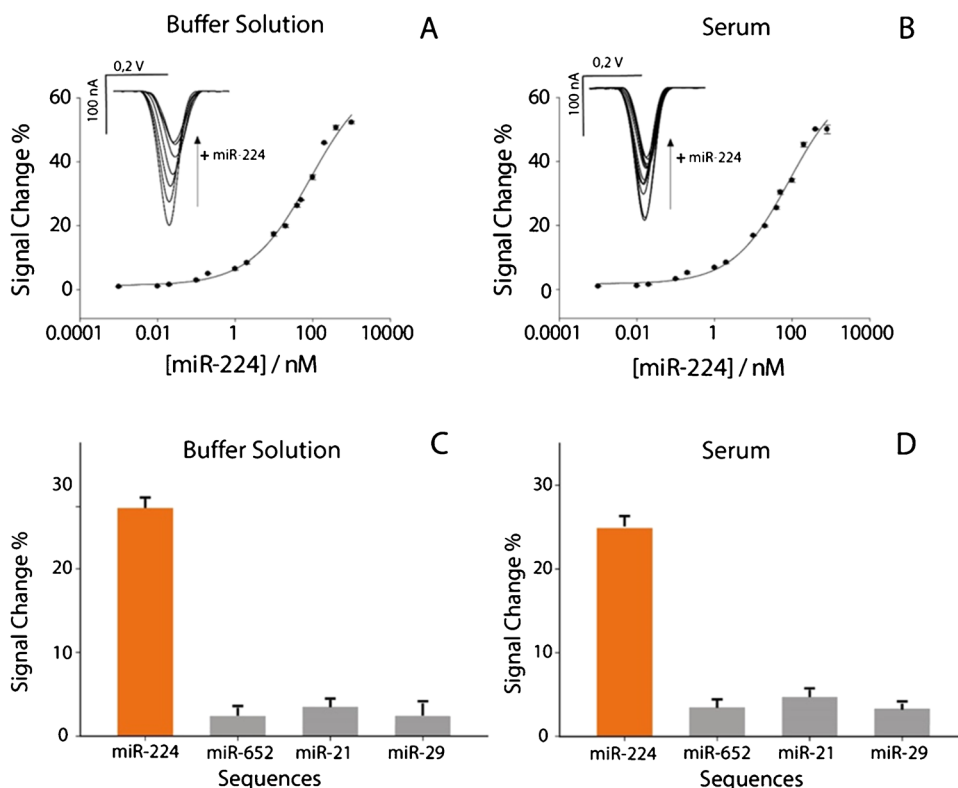 Buffer Solution
A
0,2 V
100 nA
+ miR-224
Signal Change %
60
40
20
0
0.0001
0.01
1
100
10000
[miR-224] / nM
Serum
B
0,2 V
100 nA
+ miR-224
Signal Change %
60
40
20
0
0.0001
0.01
1
100
10000
[miR-224] / nM
Buffer Solution
C
Signal Change %
30
20
10
0
miR-224
miR-652
miR-21
miR-29
Sequences
Serum
D
Signal Change %
30
20
10
0
miR-224
miR-652
miR-21
miR-29
Sequences